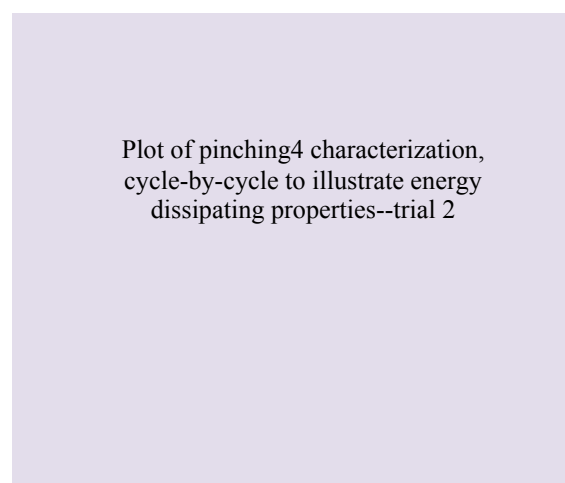 Plot of pinching4 characterization,
cycle-by-cycle to illustrate energy
dissipating properties--trial 2